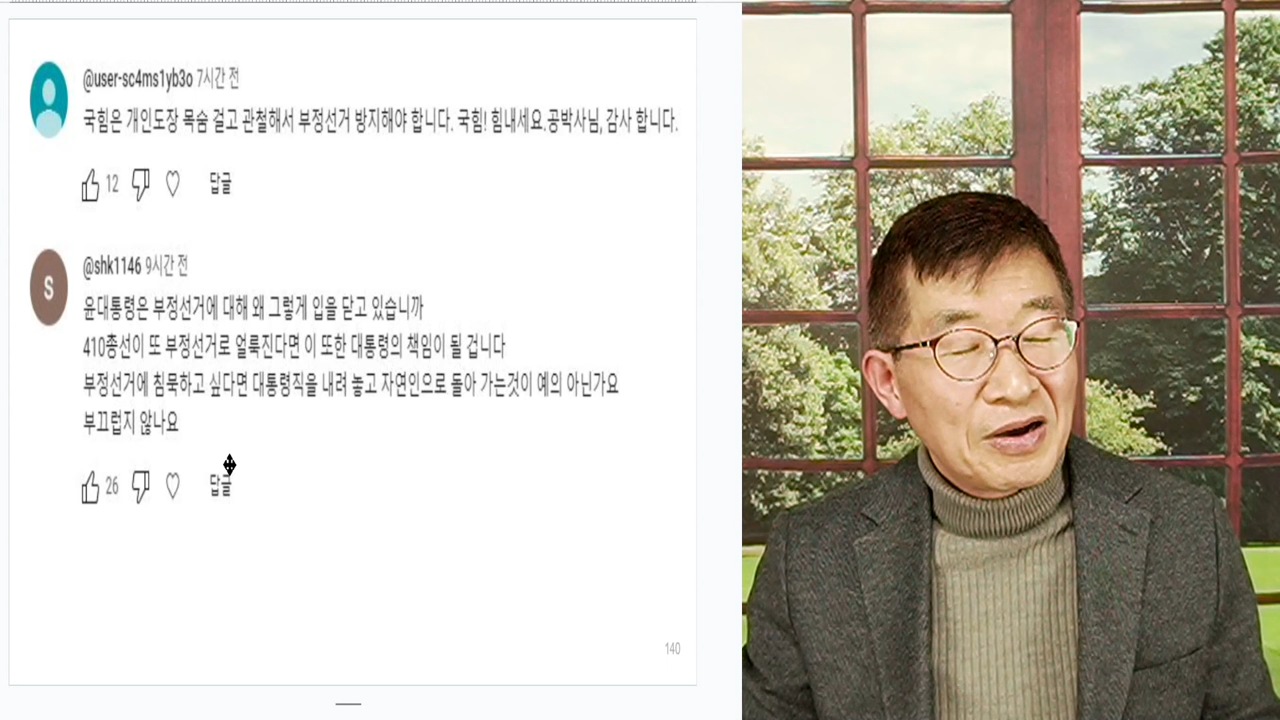 @user-sc4ms1yb3o 7시간 전
국힘은 개인도장 목숨 걸고 관철해서 부정선거 방지해야 합니다. 국힘! 힘내세요.공박사님, 감사 합니다.
12 답글
S
@shk1146 9시간 전
윤대통령은 부정선거에 대해 왜 그렇게 입을 닫고 있습니까
410총선이 또 부정선거로 얼룩진다면 이 또한 대통령의 책임이 될 겁니다
부정선거에 침묵하고 싶다면 대통령직을 내려 놓고 자연인으로 돌아 가는것이 예의 아닌가요
부끄럽지 않나요
26 답글
140